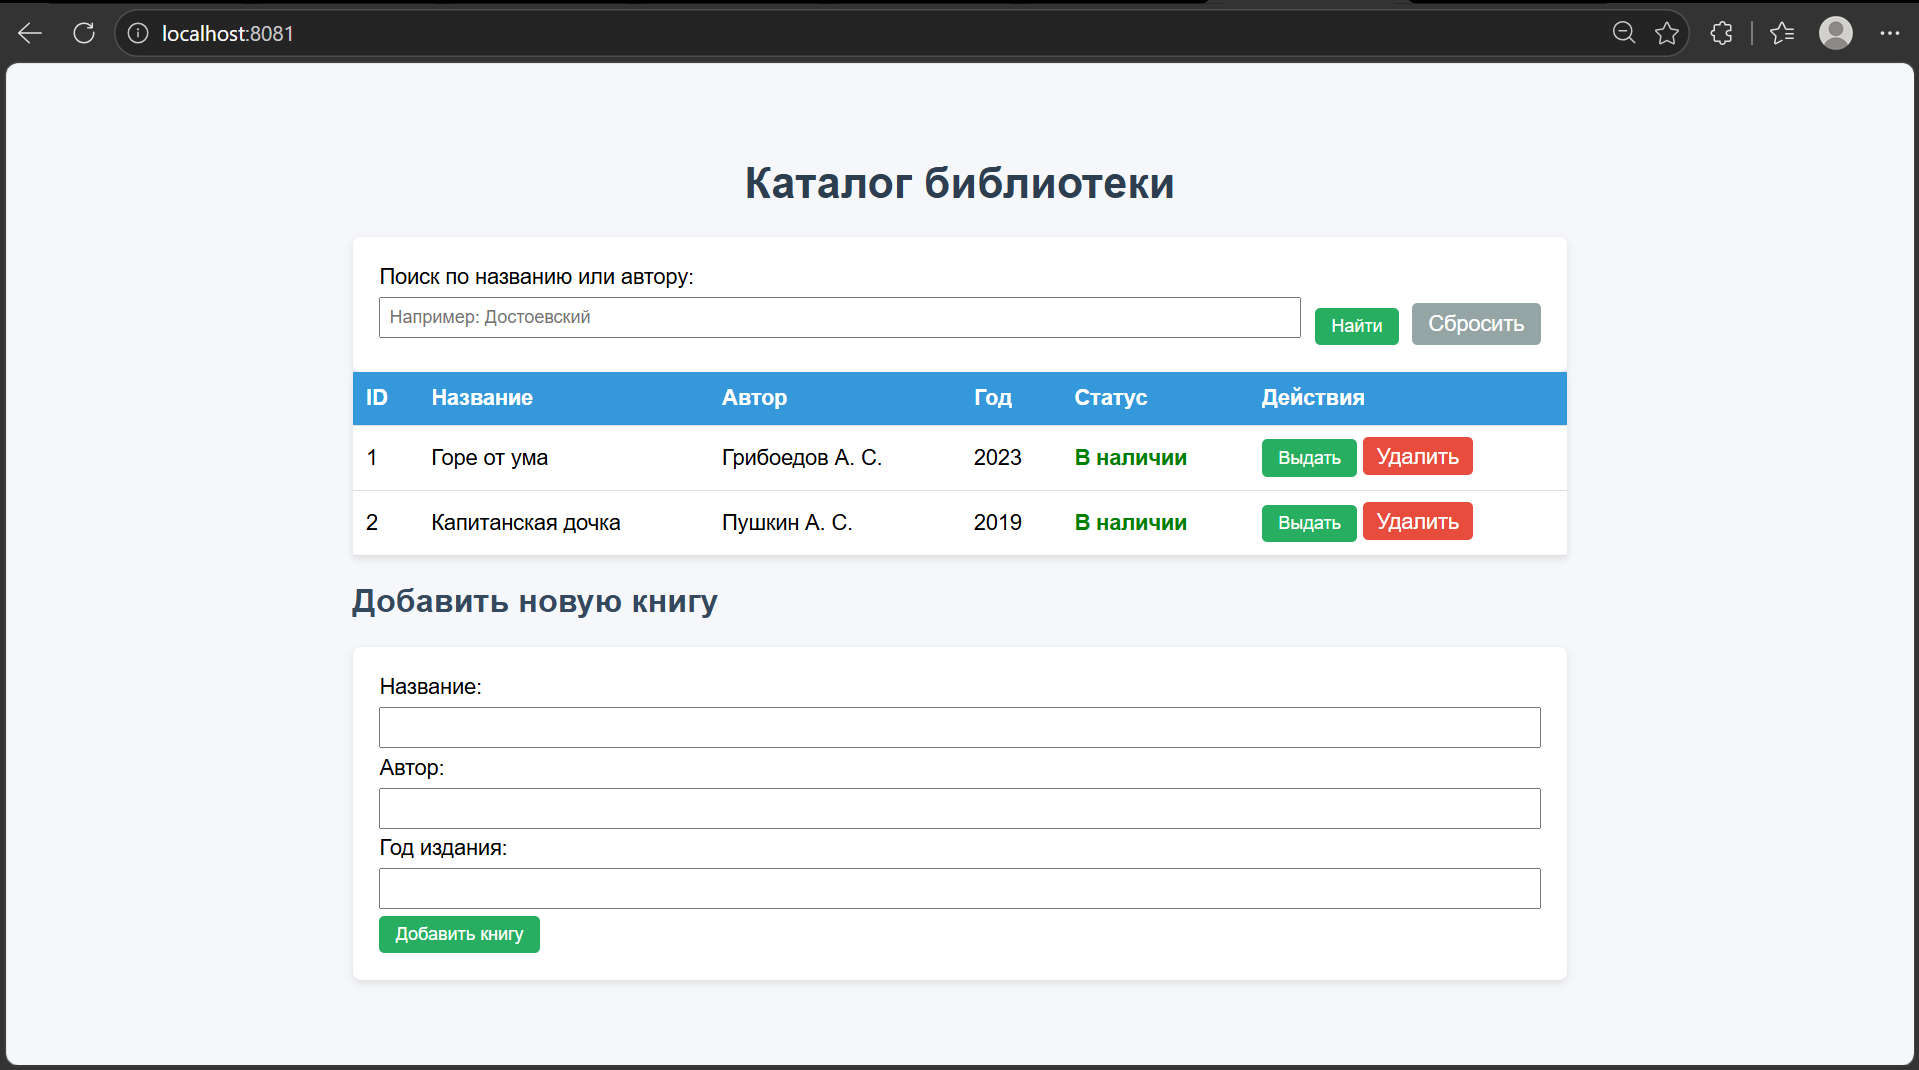 localhost:8081
Каталог библиотеки
Поиск по названию или автору:
Например: Достоевский
Найти Сбросить
ID Название Автор Год Статус Действия
1 Горе от ума Грибоедов А. С. 2023 В наличии Выдать Удалить
2 Капитанская дочка Пушкин А. С. 2019 В наличии Выдать Удалить
Добавить новую книгу
Название:
Автор:
Год издания:
Добавить книгу